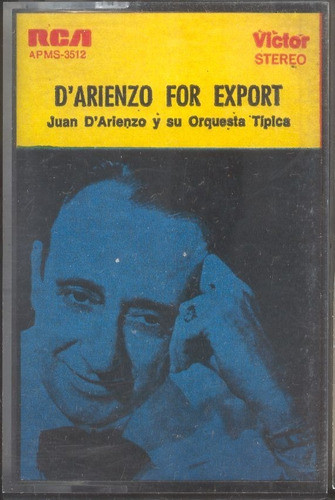 RCA
APMS-3512
Victor
STEREO
D'ARIENZO FOR EXPORT
Juan D'Arienzo y su Orquesta Típica